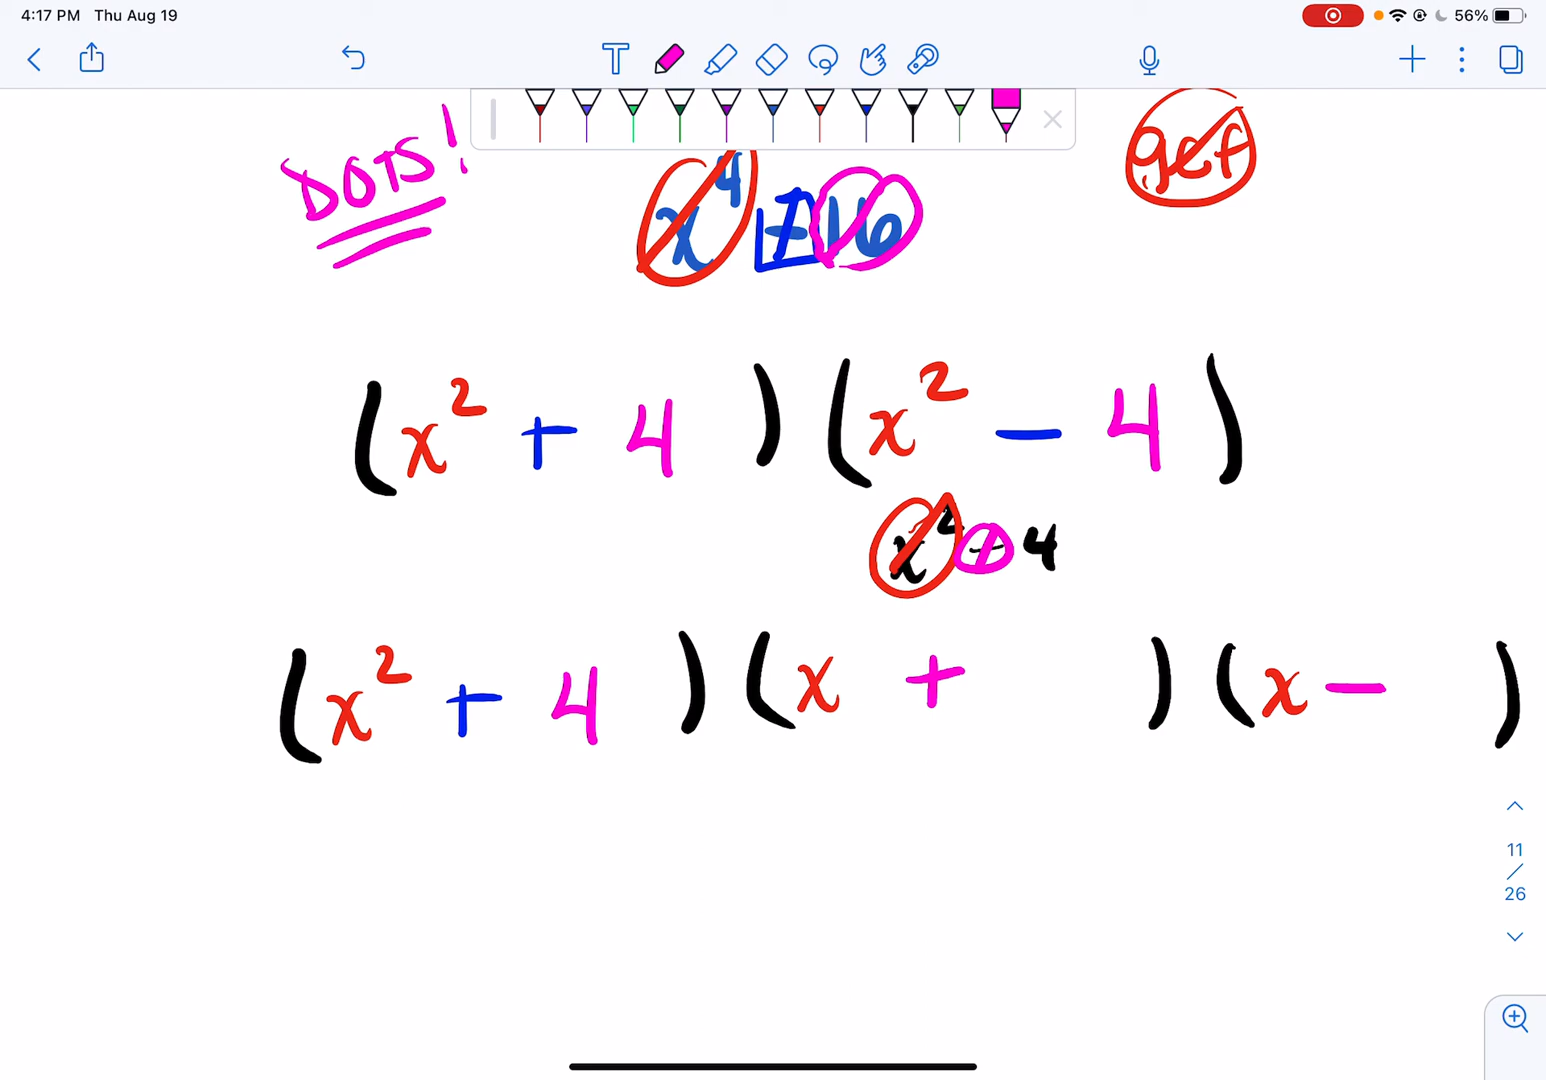 4:17 PM Thu Aug 19 56%
T
DOTS! gcf
x⁴ - 16
(x² + 4 ) (x² - 4 )
x² - 4
(x² + 4 ) (x + ) (x - )
11
/
26